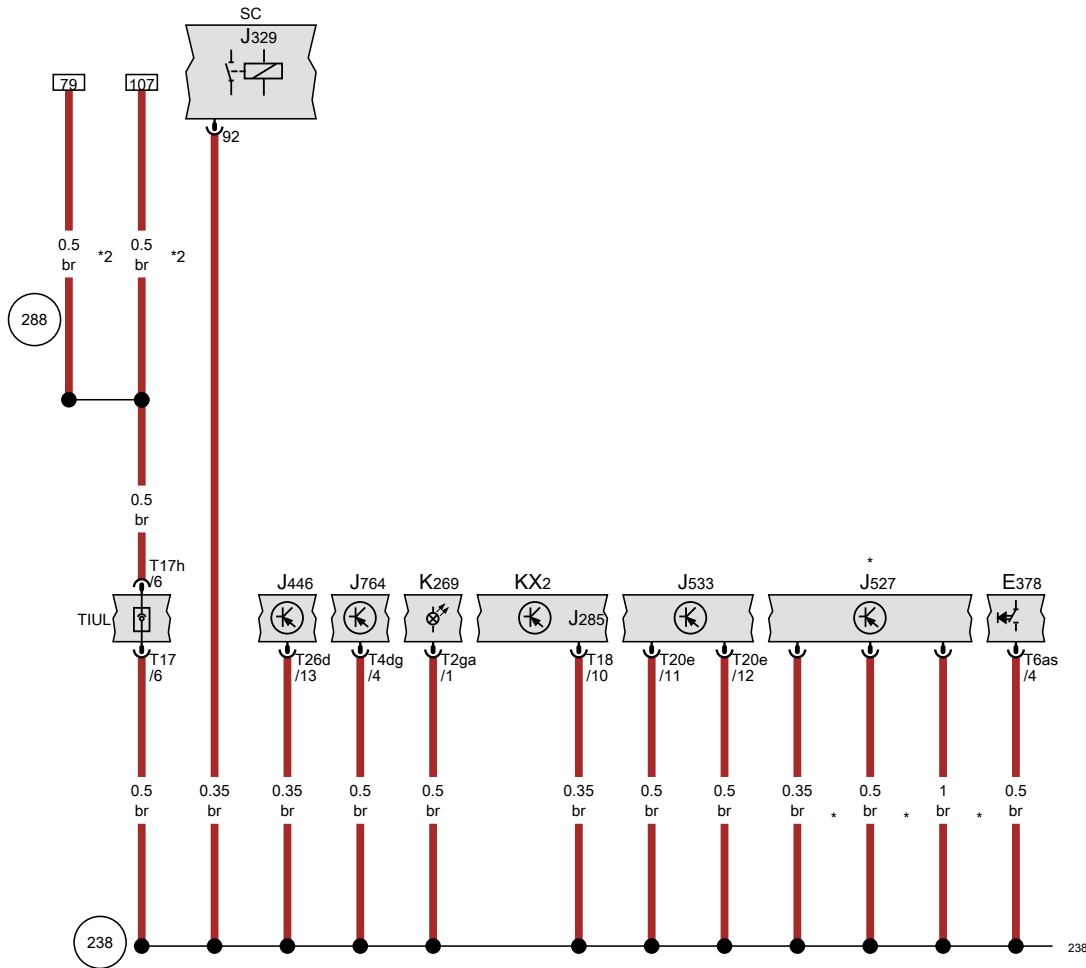 SC
J329
79
107
92
0.5
br
*2
0.5
br
*2
288
0.5
br
T17h
/6
TIUL
T17
/6
J446
T26d
/13
J764
T4dg
/4
K269
T2ga
/1
KX2
J285
T18
/10
J533
T20e
/11
T20e
/12
*
J527
E378
T6as
/4
0.5
br
0.35
br
0.35
br
0.5
br
0.5
br
0.35
br
0.5
br
0.5
br
0.35
br
*
0.5
br
*
1
br
*
0.5
br
238
238